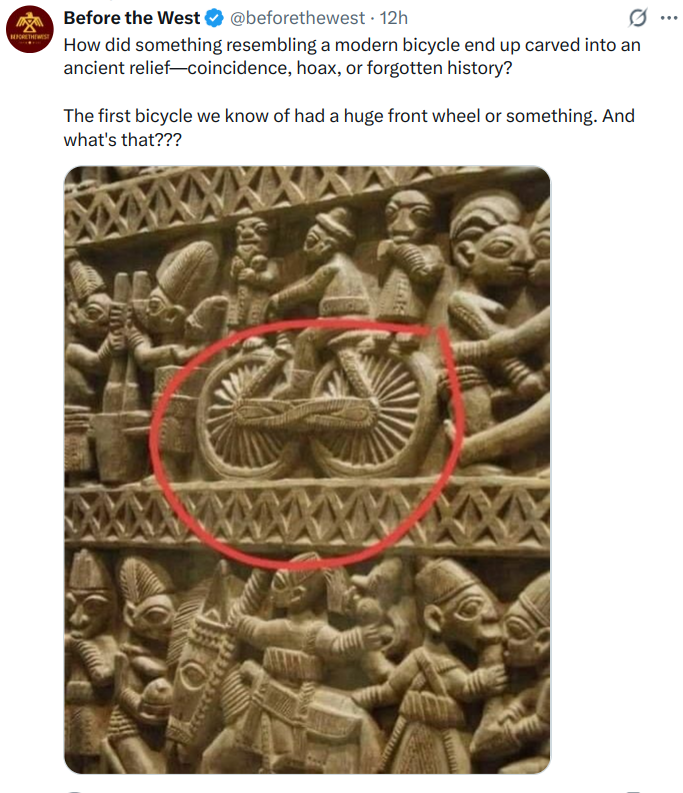 Before the West @beforethewest · 12h
How did something resembling a modern bicycle end up carved into an
ancient relief—coincidence, hoax, or forgotten history?
The first bicycle we know of had a huge front wheel or something. And
what's that???
BEFORETHEWEST